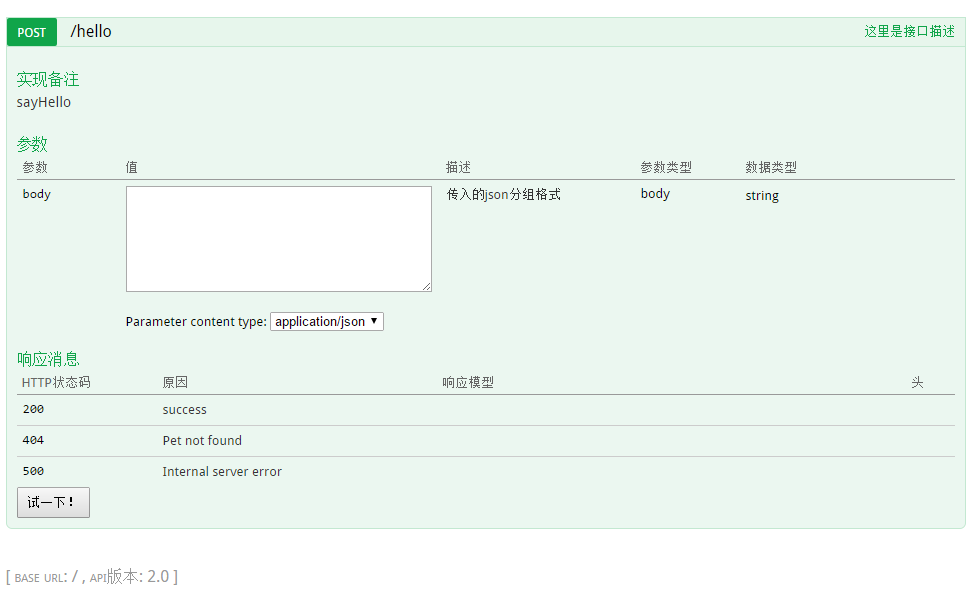 POST /hello 这里是接口描述
实现备注
sayHello
参数
参数 值 描述 参数类型 数据类型
body 传入的json分组格式 body string
Parameter content type: application/json
响应消息
HTTP状态码 原因 响应模型 头
200 success
404 Pet not found
500 Internal server error
试一下！
[ BASE URL: / , API版本: 2.0 ]